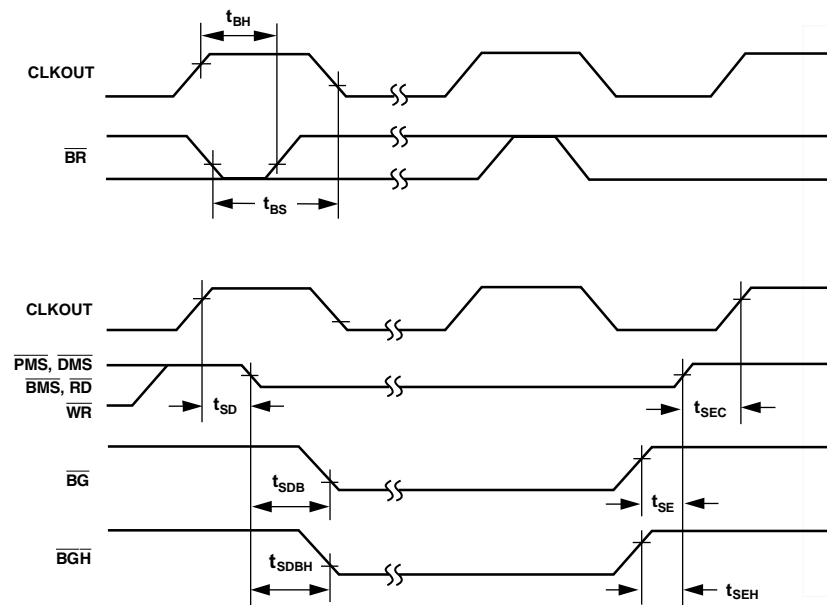 tBH
CLKOUT
BR
tBS
CLKOUT
PMS, DMS
BMS, RD
WR
tSD
tSEC
BG
tSDB
tSE
BGH
tSDBH
tSEH